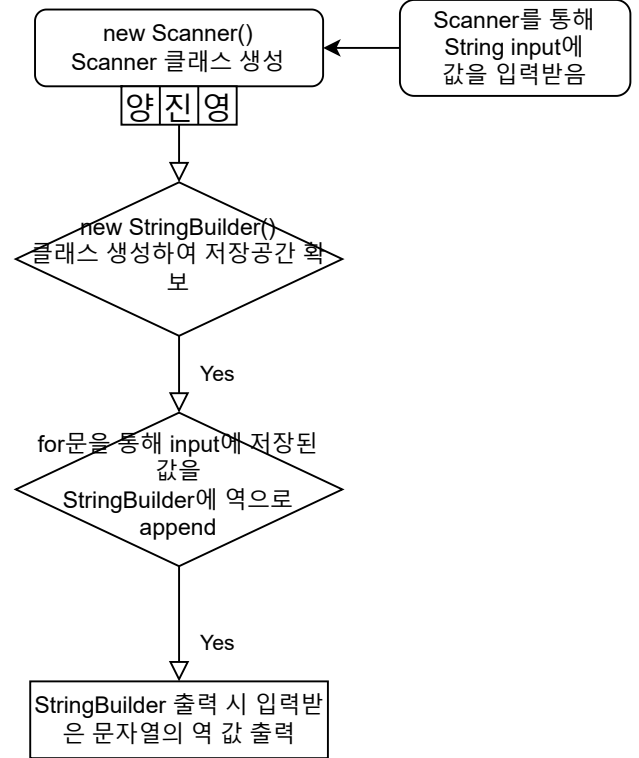 new Scanner()
Scanner 클래스 생성
Scanner를 통해
String input에
값을 입력받음
양진영
new StringBuilder()
클래스 생성하여 저장공간 확
보
Yes
for문을 통해 input에 저장된
값을
StringBuilder에 역으로
append
Yes
StringBuilder 출력 시 입력받
은 문자열의 역 값 출력